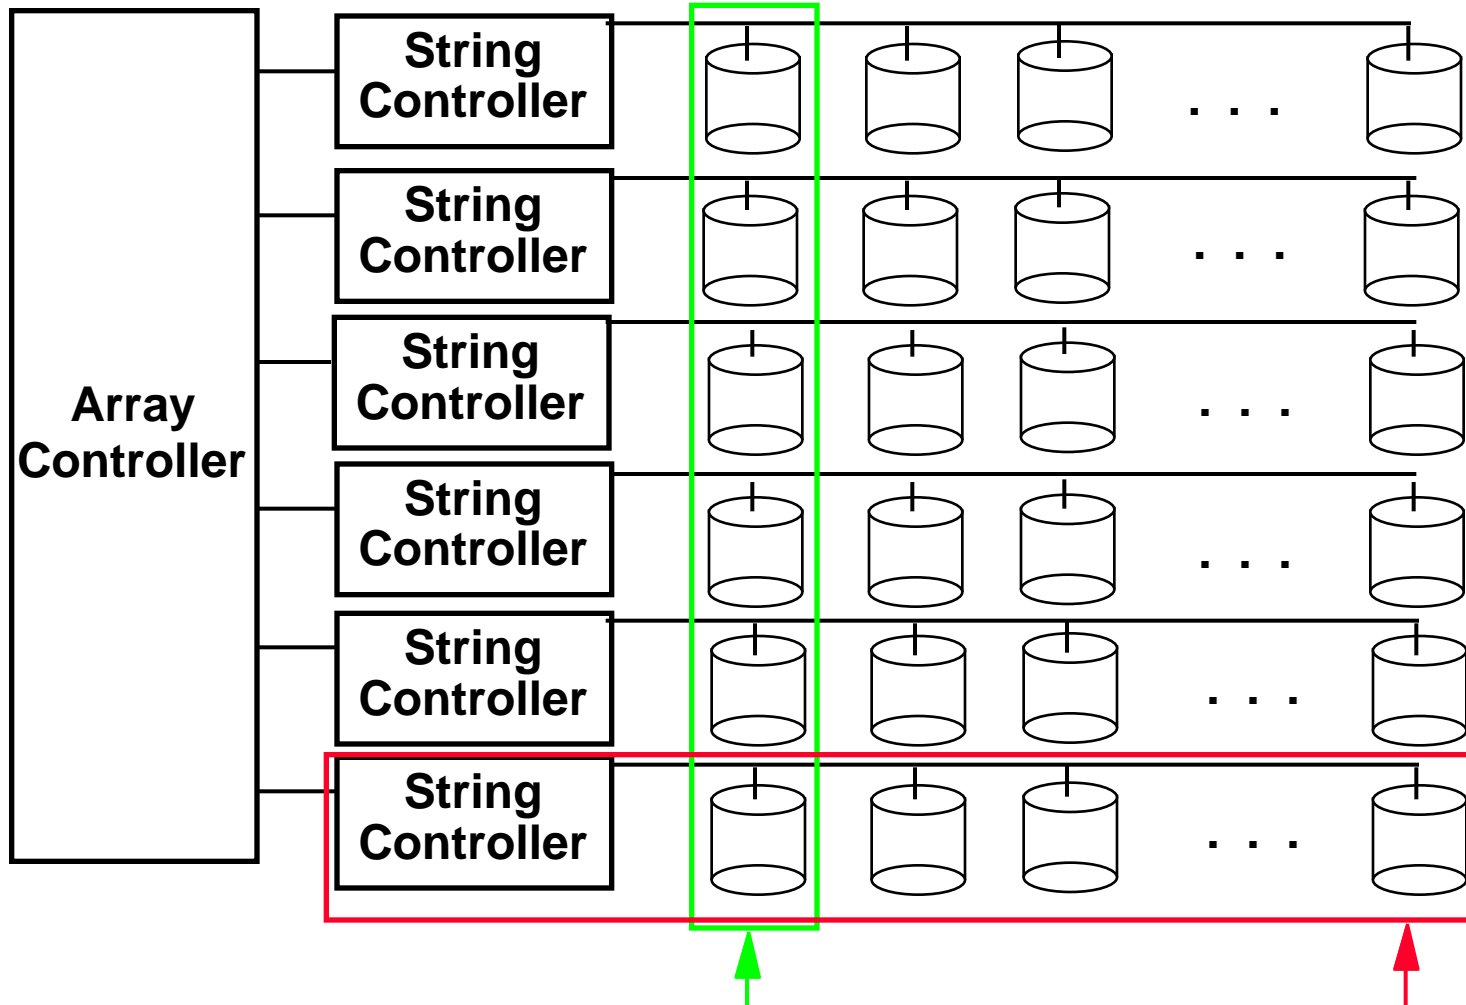 String
Controller
. . .
String
Controller
. . .
String
Controller
. . .
Array
Controller
String
Controller
. . .
String
Controller
. . .
String
Controller
. . .